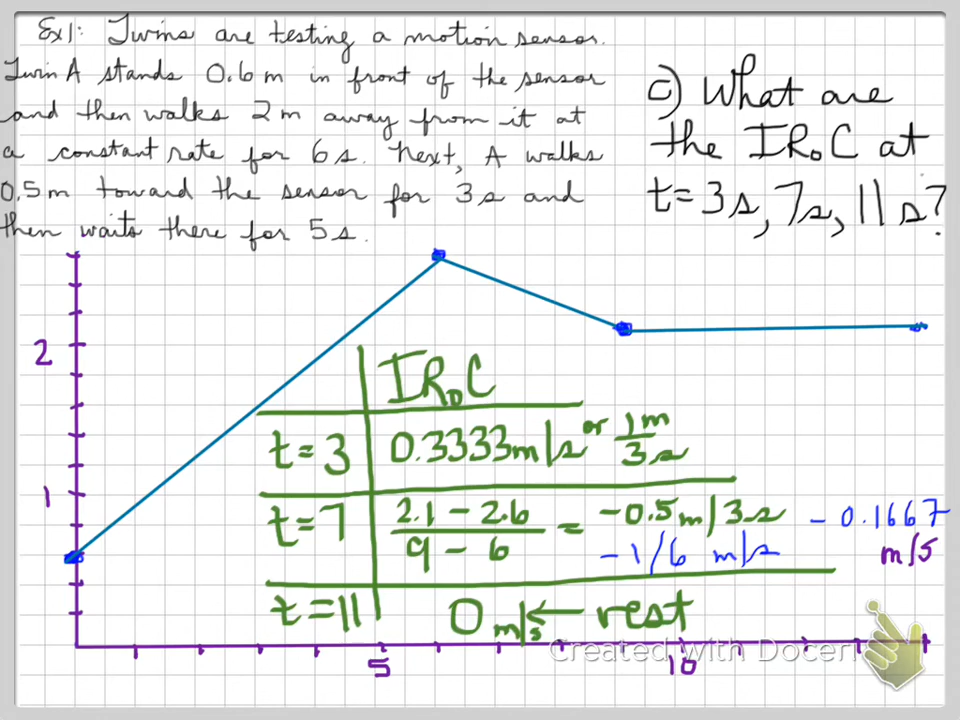 Ex1: Twins are testing a motion sensor.
Twin A stands 0.6 m in front of the sensor
and then walks 2 m away from it at
a constant rate for 6 s. Next, A walks
0.5 m toward the sensor for 3 s and
then waits there for 5 s.
c) What are
the IRoC at
t = 3s, 7s, 11 s?
2
1
5
10
IRoC
t = 3
0.3333 m/s or 1m/3s
t = 7
2.1 - 2.6 / 9 - 6 = -0.5 m/3s
-1/6 m/s
-0.1667
m/s
t = 11
0 m/s ← rest
Created with Doceri